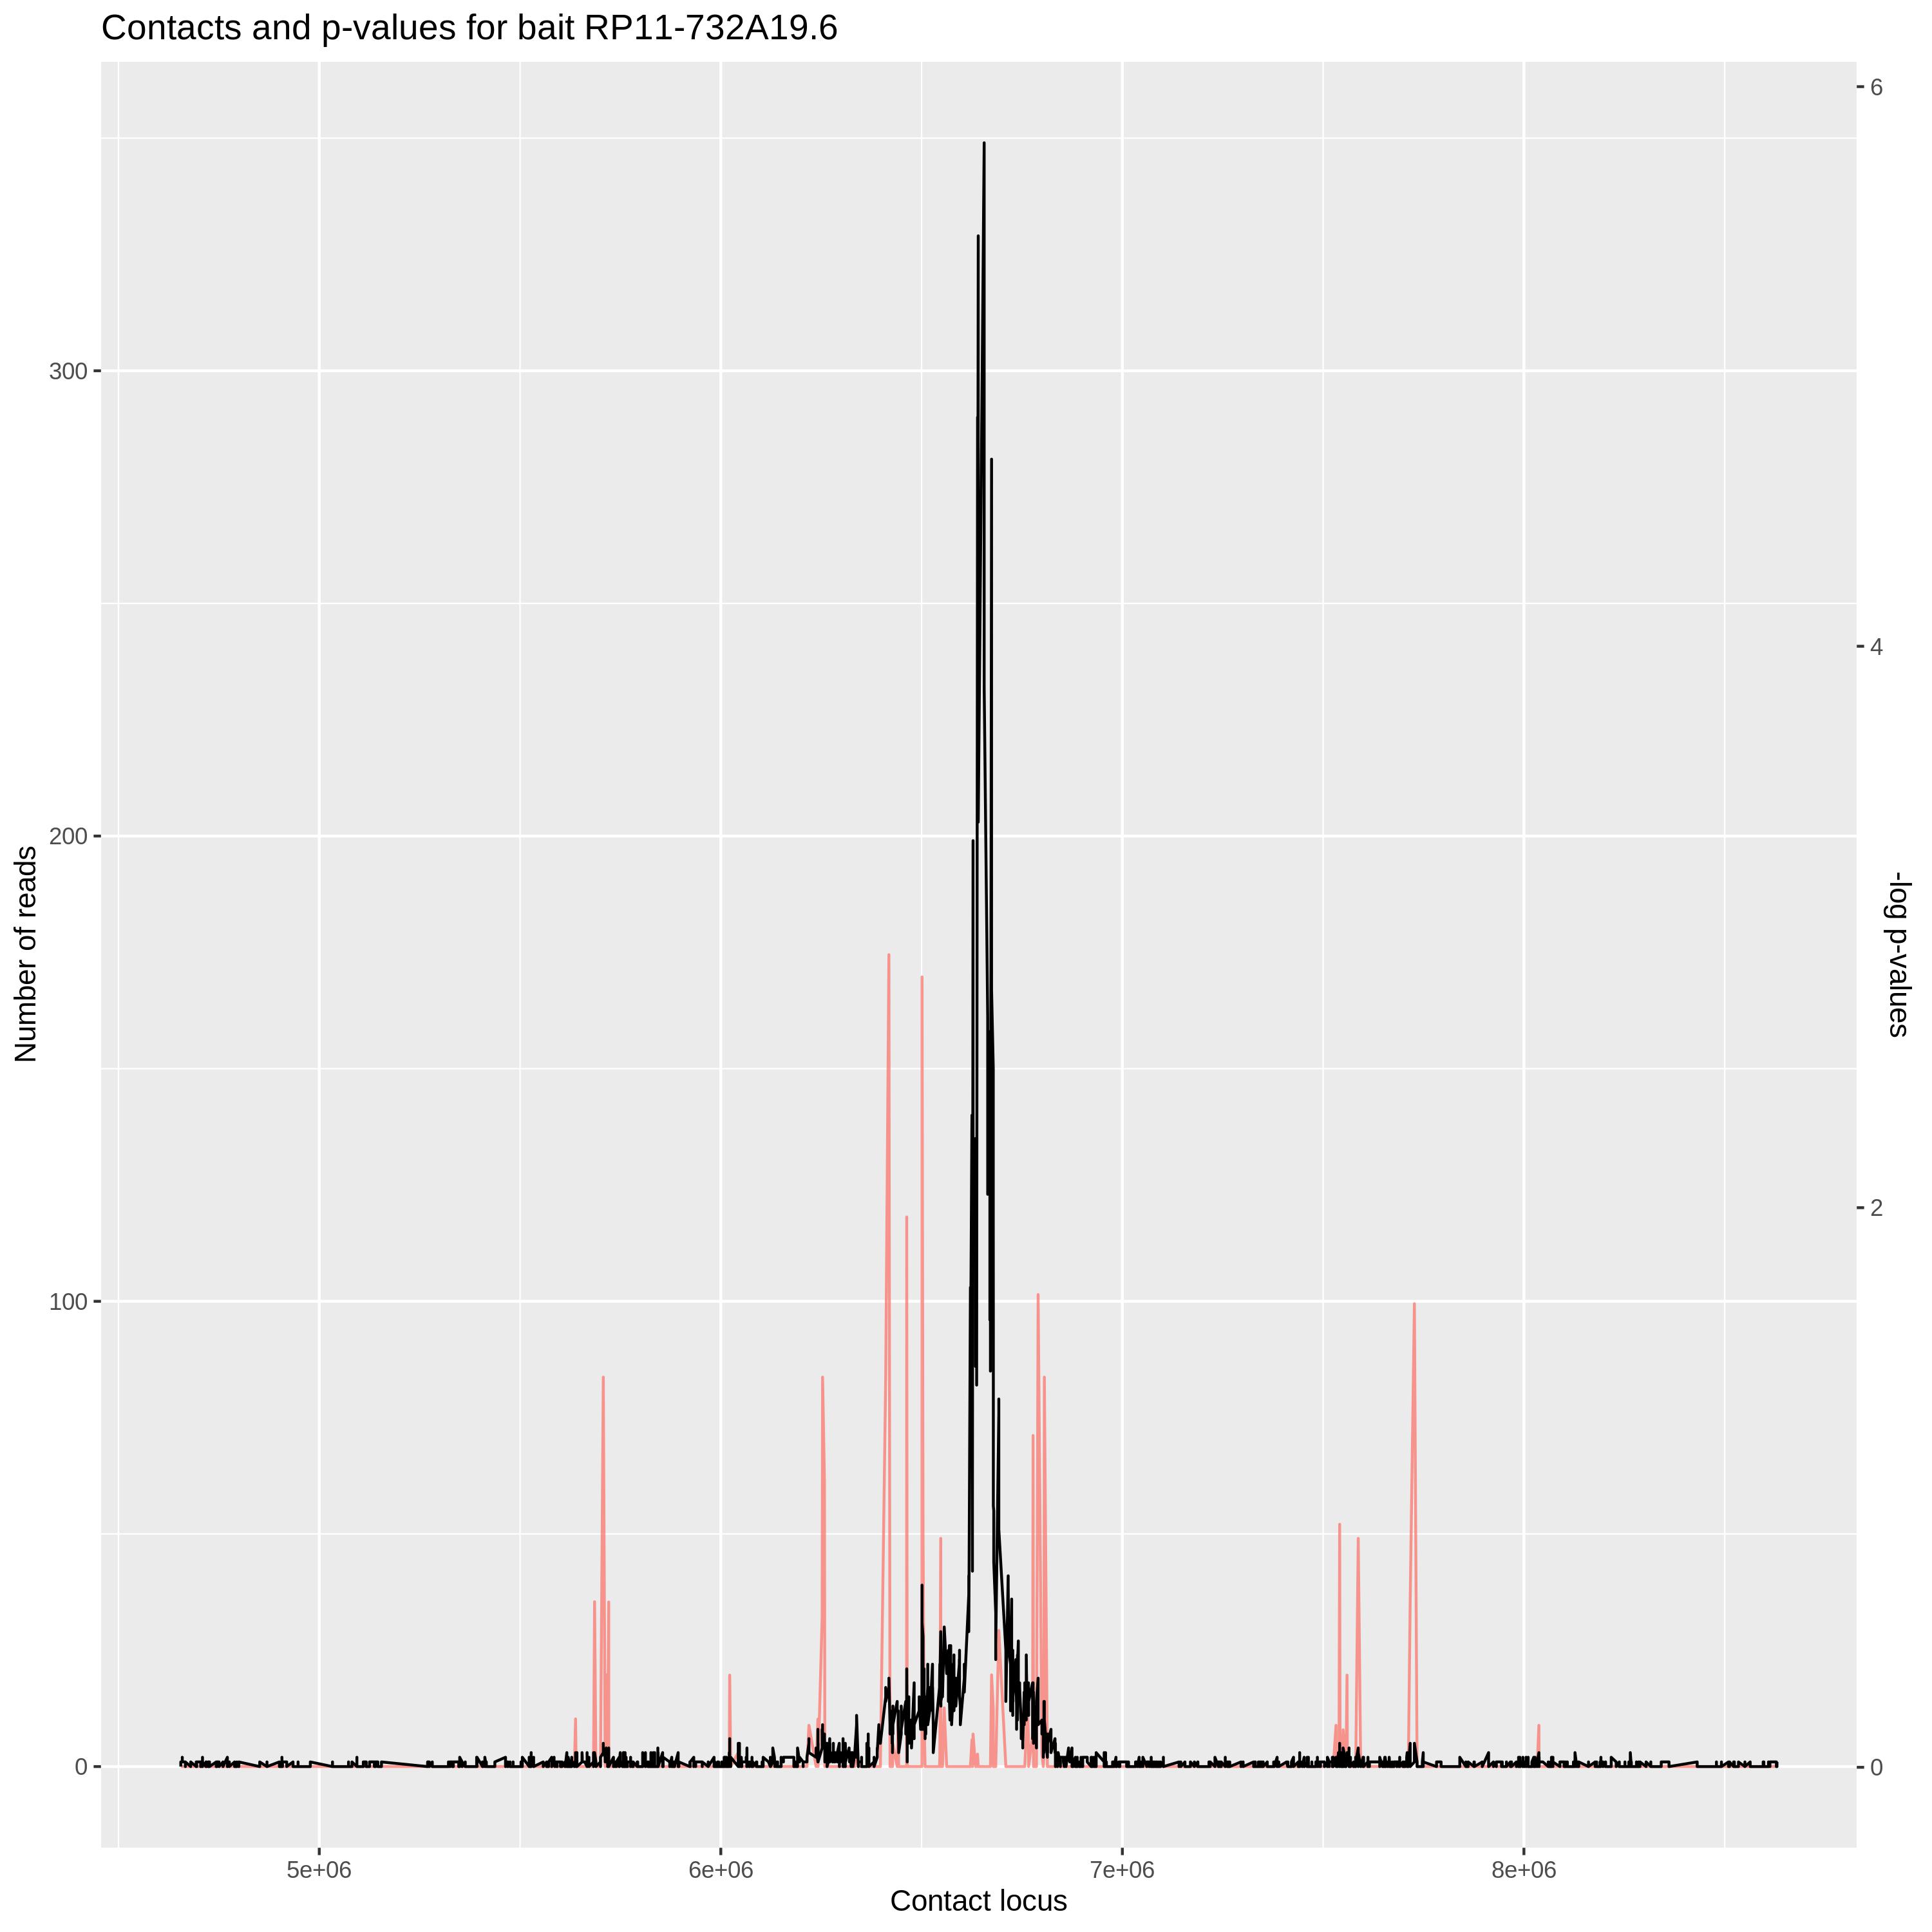 Contacts and p-values for bait RP11-732A19.6
Number of reads
300
200
100
0
6
4
2
0
-log p-values
5e+06
6e+06
7e+06
8e+06
Contact locus